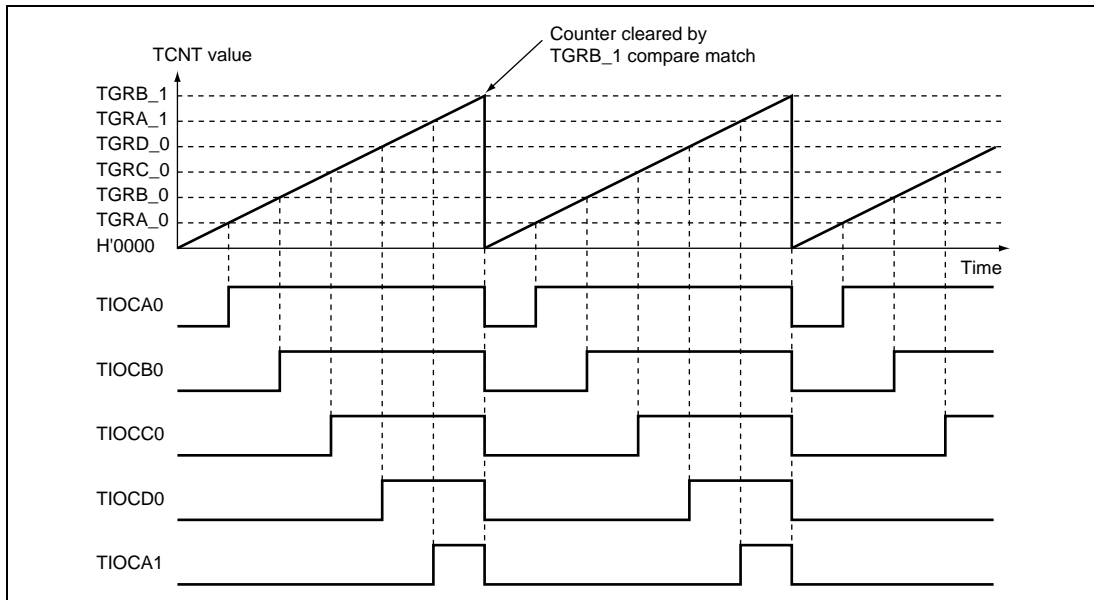 Counter cleared by
TGRB_1 compare match
TCNT value
TGRB_1
TGRA_1
TGRD_0
TGRC_0
TGRB_0
TGRA_0
H'0000
Time
TIOCA0
TIOCB0
TIOCC0
TIOCD0
TIOCA1